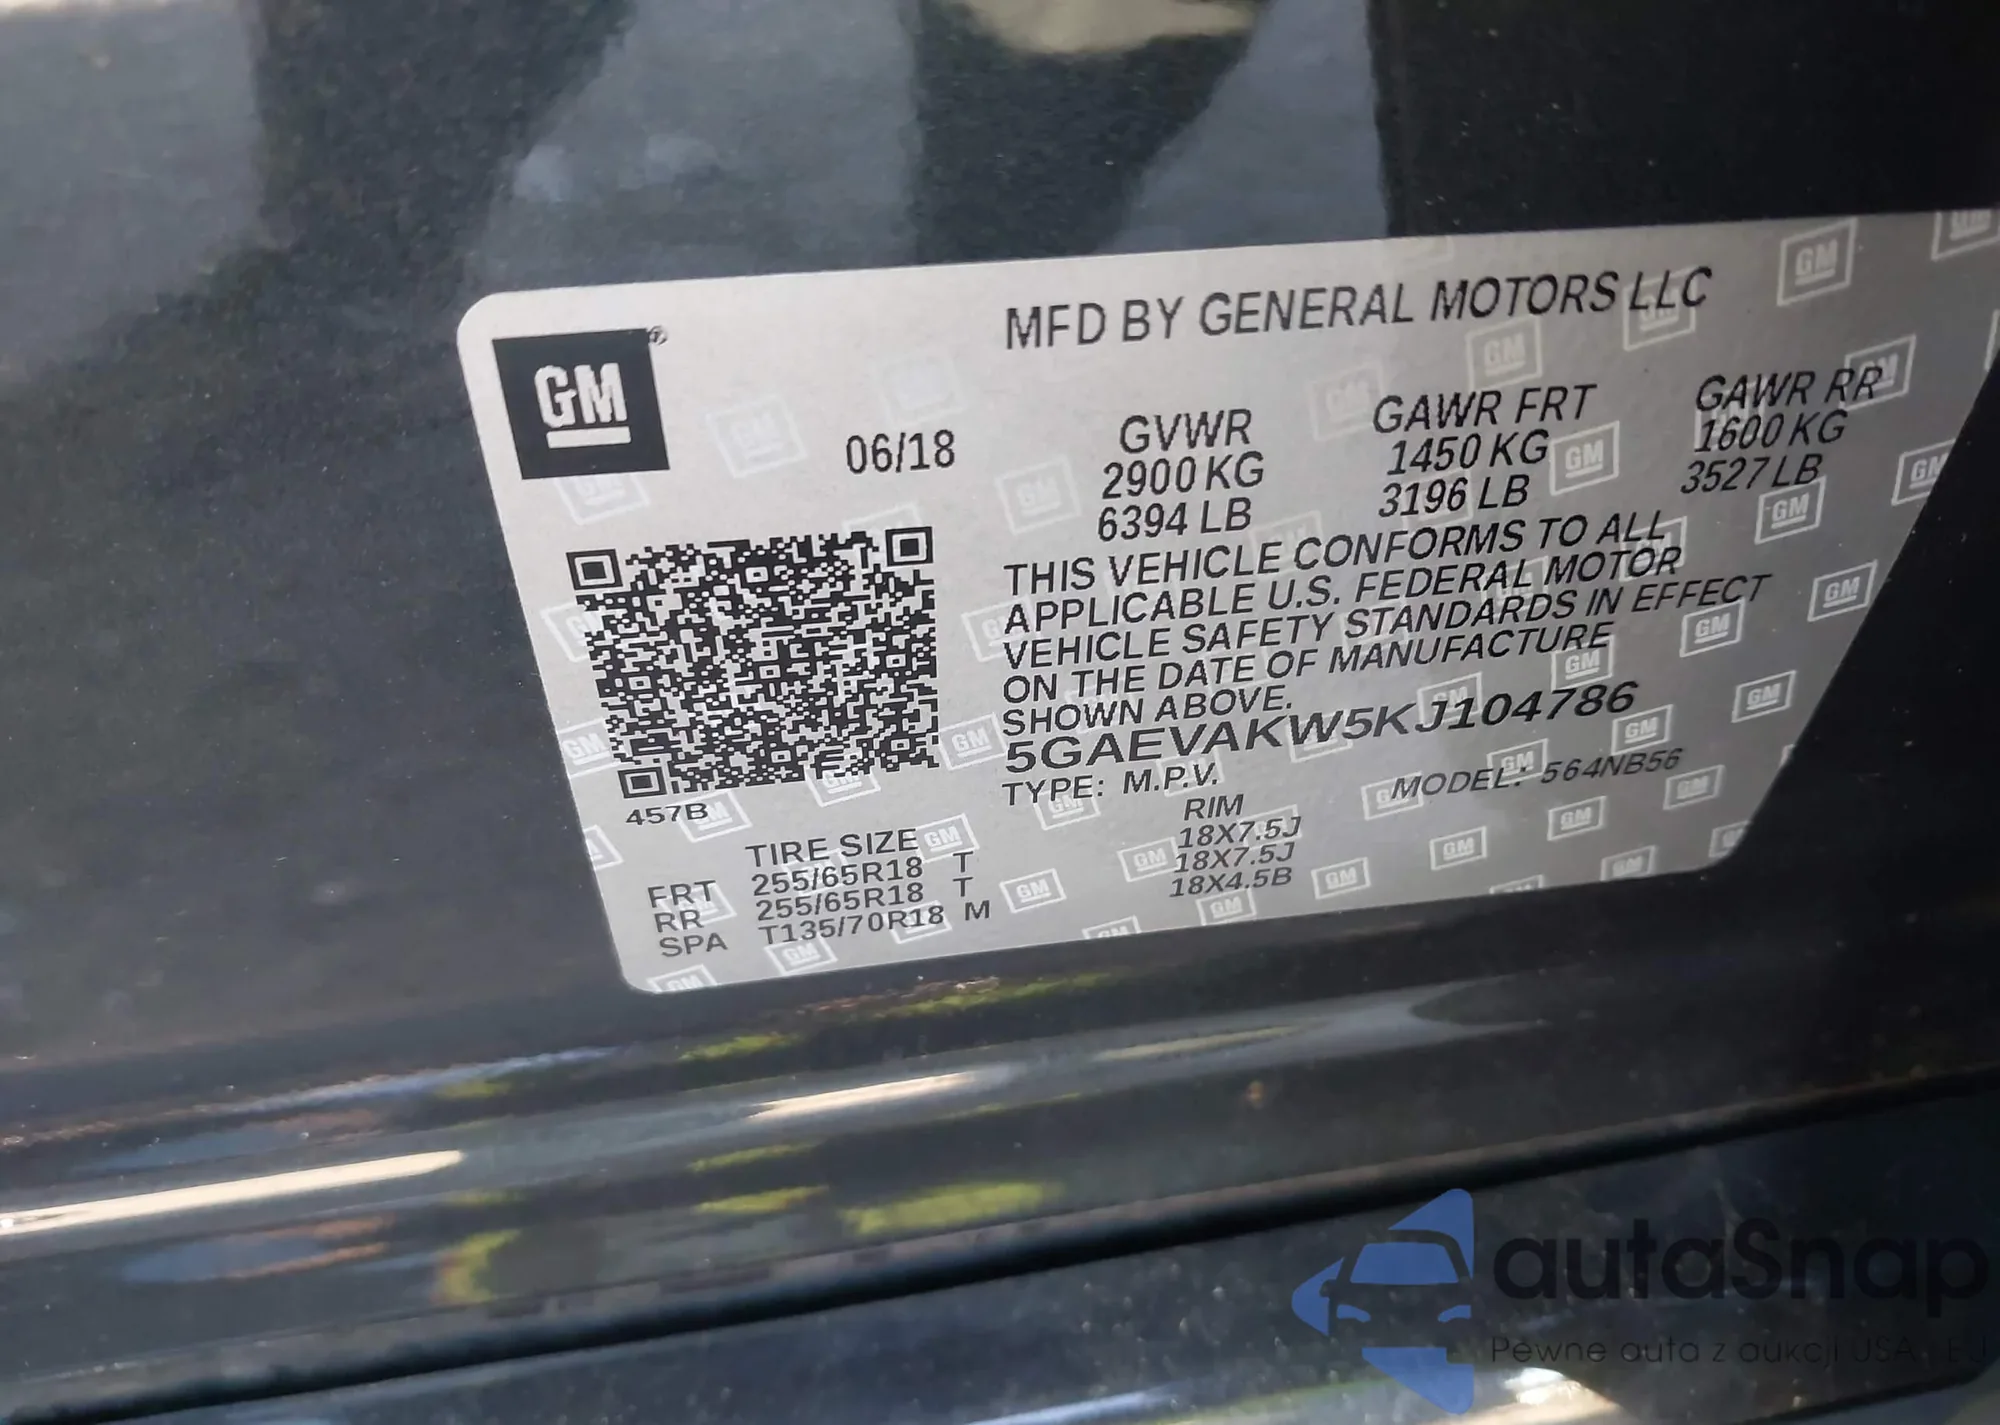 GM
MFD BY GENERAL MOTORS LLC
06/18
GVWR GAWR FRT GAWR RR
2900 KG 1450 KG 1600 KG
6394 LB 3196 LB 3527 LB
THIS VEHICLE CONFORMS TO ALL
APPLICABLE U.S. FEDERAL MOTOR
VEHICLE SAFETY STANDARDS IN EFFECT
ON THE DATE OF MANUFACTURE
SHOWN ABOVE.
5GAEVAKW5KJ104786
TYPE: M.P.V. MODEL: 564NB56
457B
TIRE SIZE RIM
FRT 255/65R18 T 18X7.5J
RR 255/65R18 T 18X7.5J
SPA T135/70R18 M 18X4.5B
autaSnap
Pewne auta z aukcji USA i EU